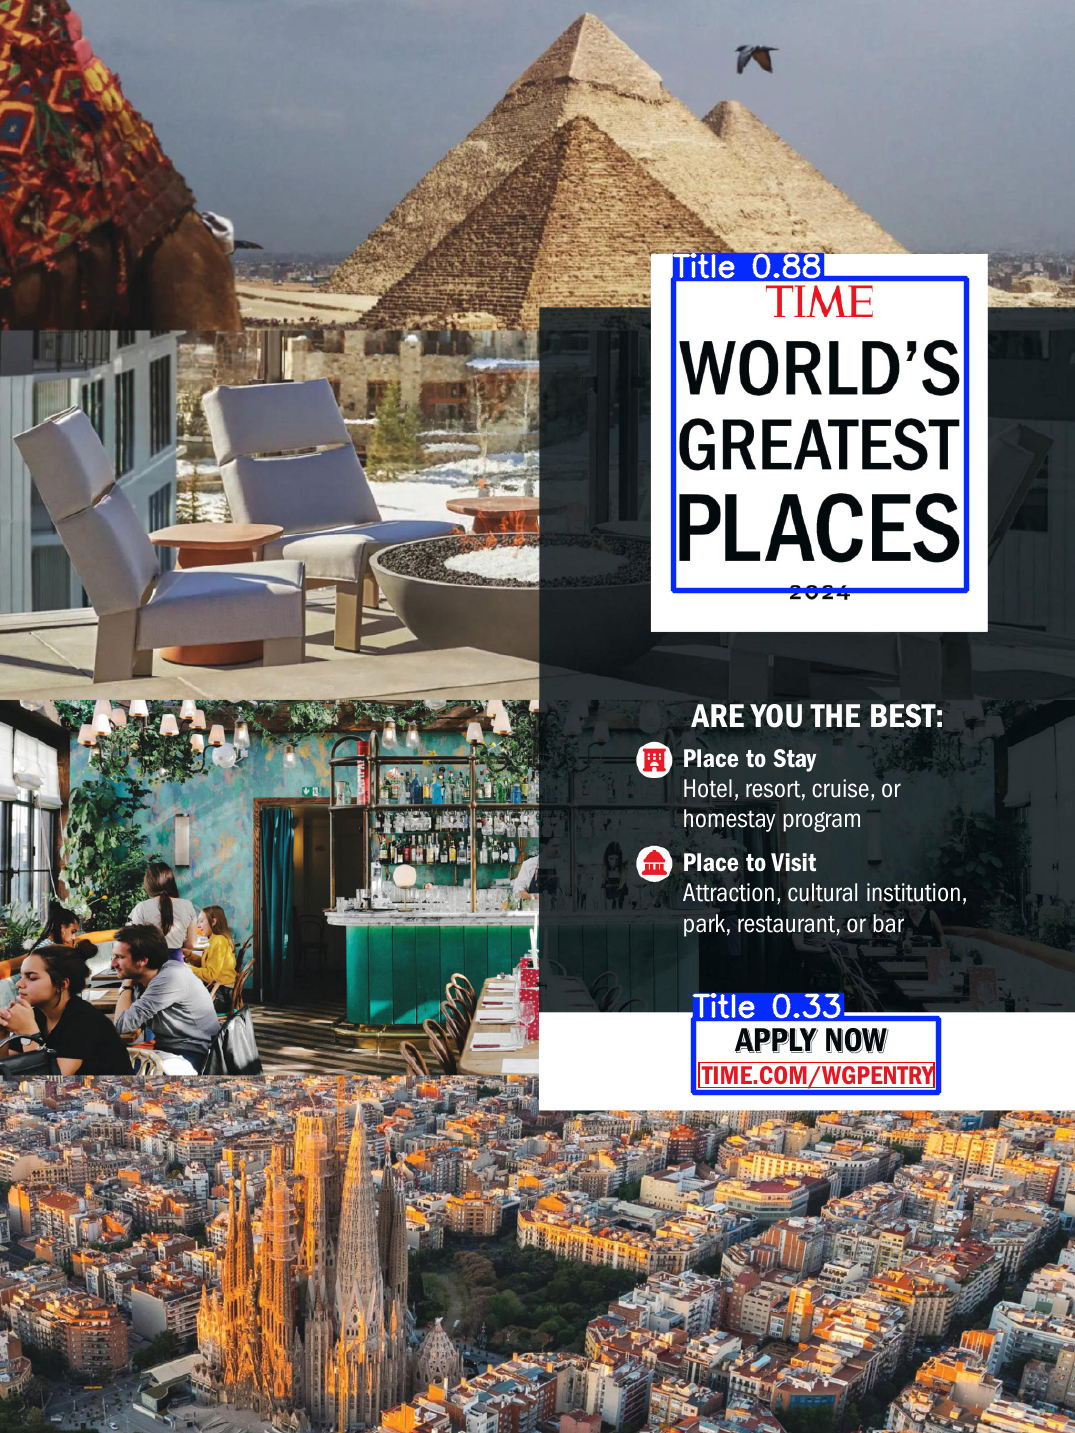 Title 0.88
TIME
WORLD'S
GREATEST
PLACES
2024
ARE YOU THE BEST:
Place to Stay
Hotel, resort, cruise, or
homestay program
Place to Visit
Attraction, cultural institution,
park, restaurant, or bar
Title 0.33
APPLY NOW
TIME.COM/WGPENTRY